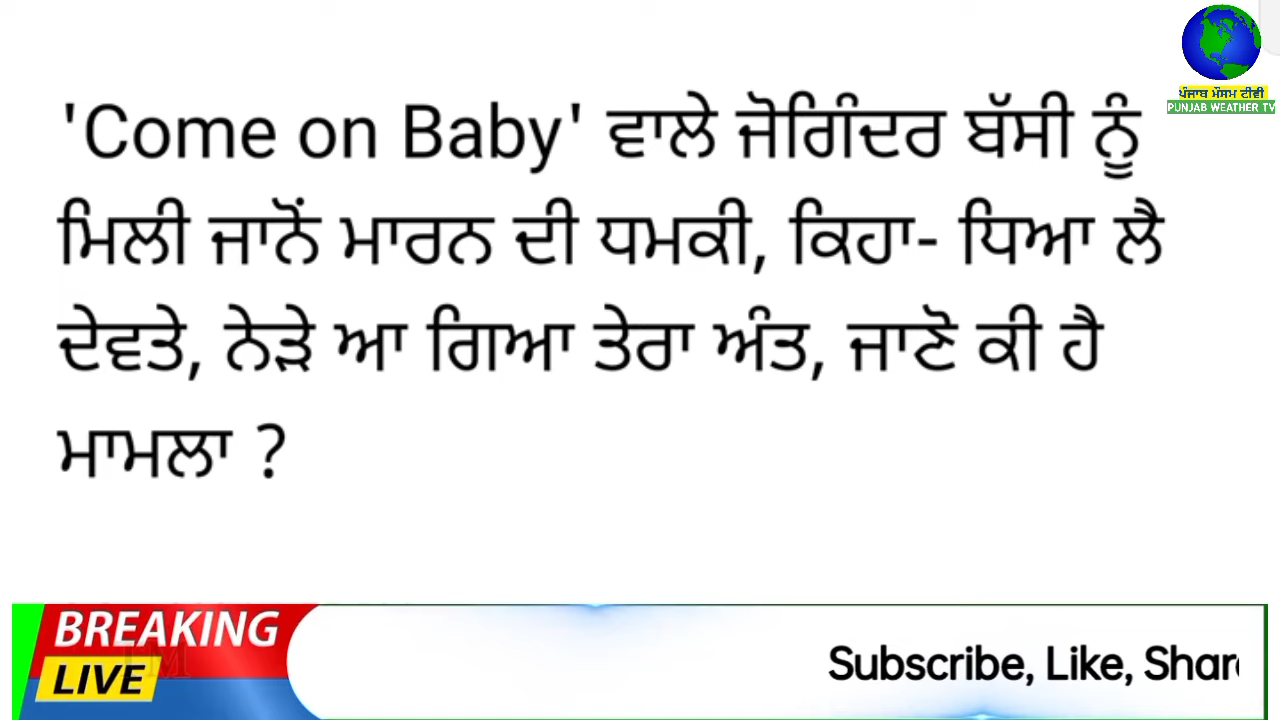 ਪੰਜਾਬ ਮੌਸਮ ਟੀਵੀ
PUNJAB WEATHER TV
'Come on Baby' ਵਾਲੇ ਜੋਗਿੰਦਰ ਬੱਸੀ ਨੂੰ
ਮਿਲੀ ਜਾਨੋਂ ਮਾਰਨ ਦੀ ਧਮਕੀ, ਕਿਹਾ- ਧਿਆ ਲੈ
ਦੇਵਤੇ, ਨੇੜੇ ਆ ਗਿਆ ਤੇਰਾ ਅੰਤ, ਜਾਣੋ ਕੀ ਹੈ
ਮਾਮਲਾ ?
BREAKING
LIVE
Subscribe, Like, Shar